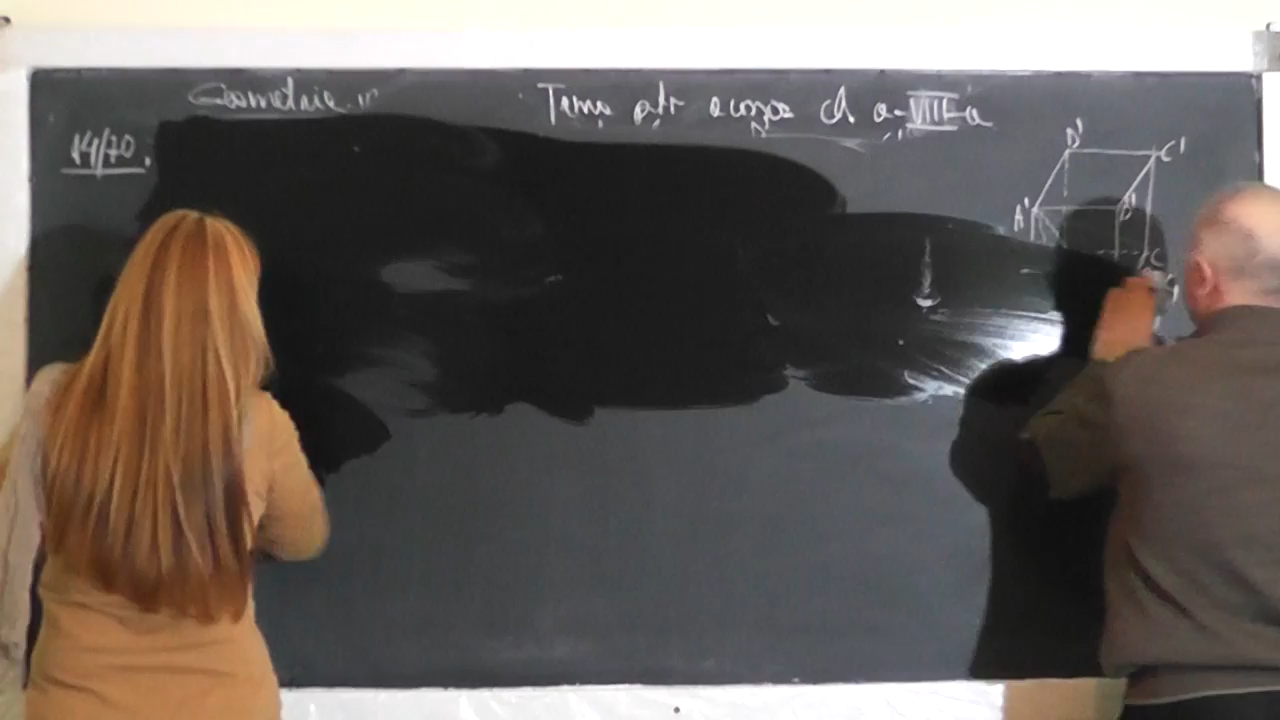 Geometrie
Tema ptr acasa cl a-VIII-a
14/70.
D' C'
A' B'
C